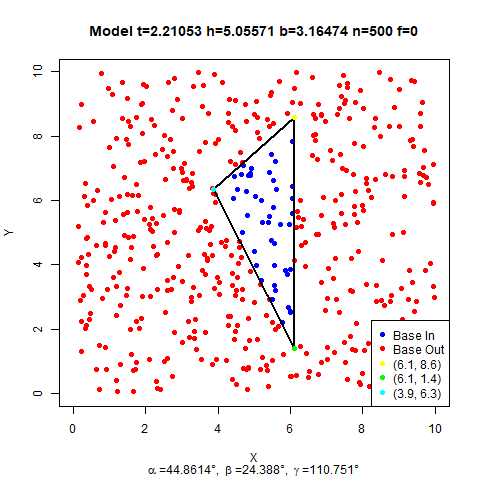 Model t=2.21053 h=5.05571 b=3.16474 n=500 f=0
10
8
6
Y
4
2
0
Base In
Base Out
(6.1, 8.6)
(6.1, 1.4)
(3.9, 6.3)
0 2 4 6 8 10
X
α=44.8614°, β=24.388°, γ=110.751°